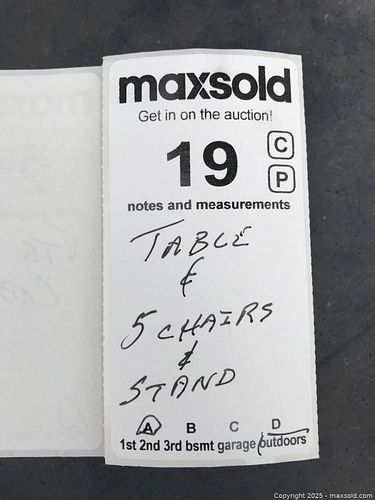 maxsold
Get in on the auction!
19
C
P
notes and measurements
TABLE
&
5 CHAIRS
&
STAND
A B C D
1st 2nd 3rd bsmt garage outdoors
Copyright 2025 - maxsold.com